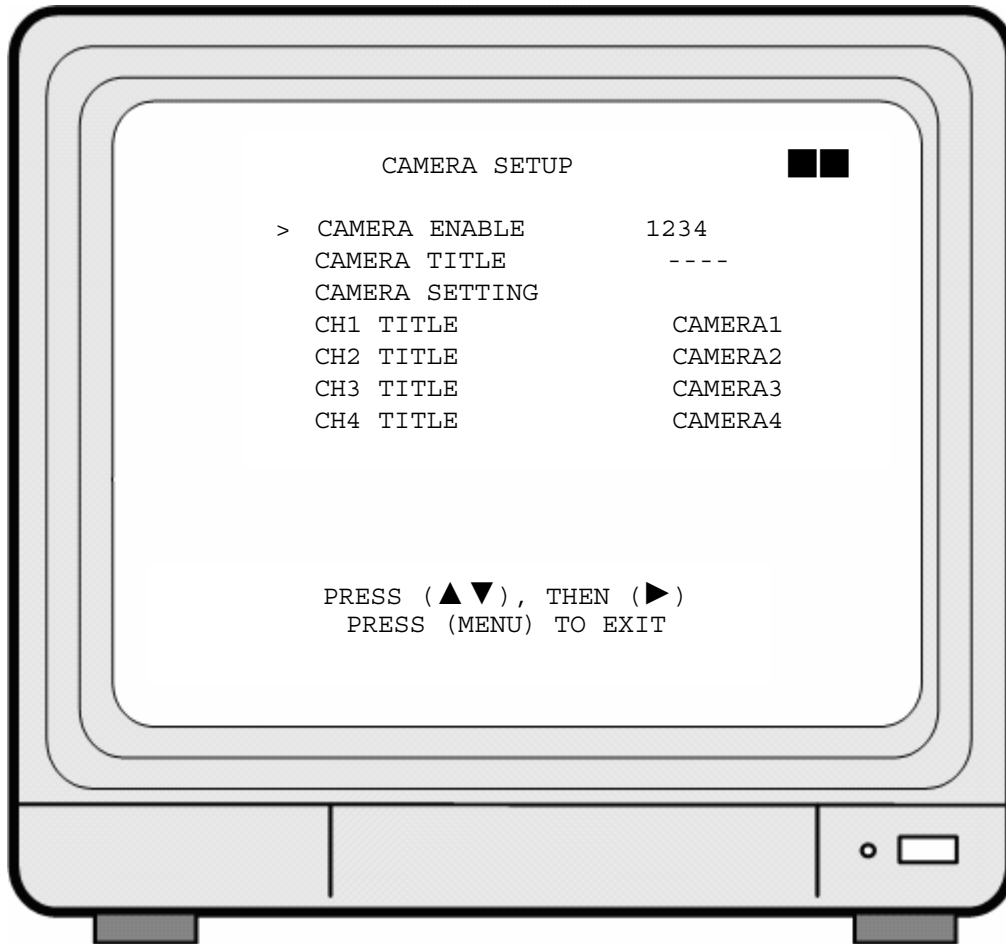 CAMERA SETUP ■■
> CAMERA ENABLE 1234
CAMERA TITLE ----
CAMERA SETTING
CH1 TITLE CAMERA1
CH2 TITLE CAMERA2
CH3 TITLE CAMERA3
CH4 TITLE CAMERA4
PRESS (▲▼), THEN (►)
PRESS (MENU) TO EXIT